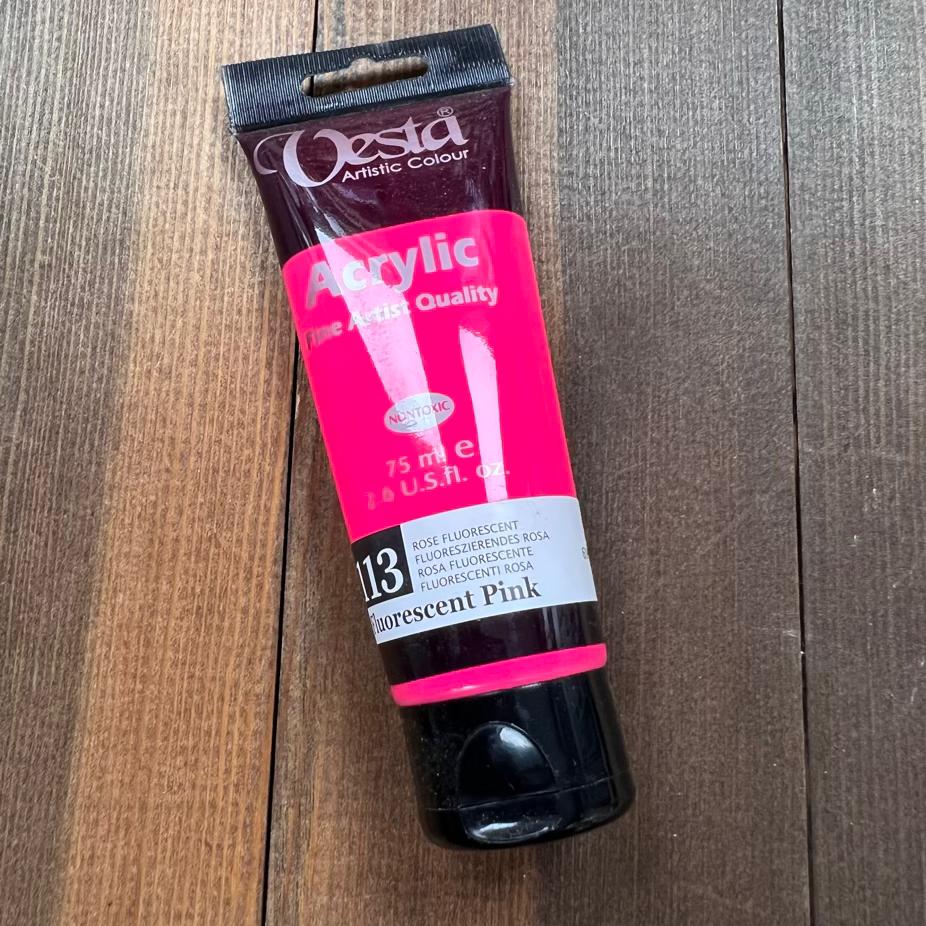 Vesta®
Artistic Colour
Acrylic
Fine Artist Quality
NONTOXIC
75 ml e
2.6 U.S.fl. oz.
113
ROSE FLUORESCENT
FLUORESZIERENDES ROSA
ROSA FLUORESCENTE
FLUORESCENTI ROSA
Fluorescent Pink